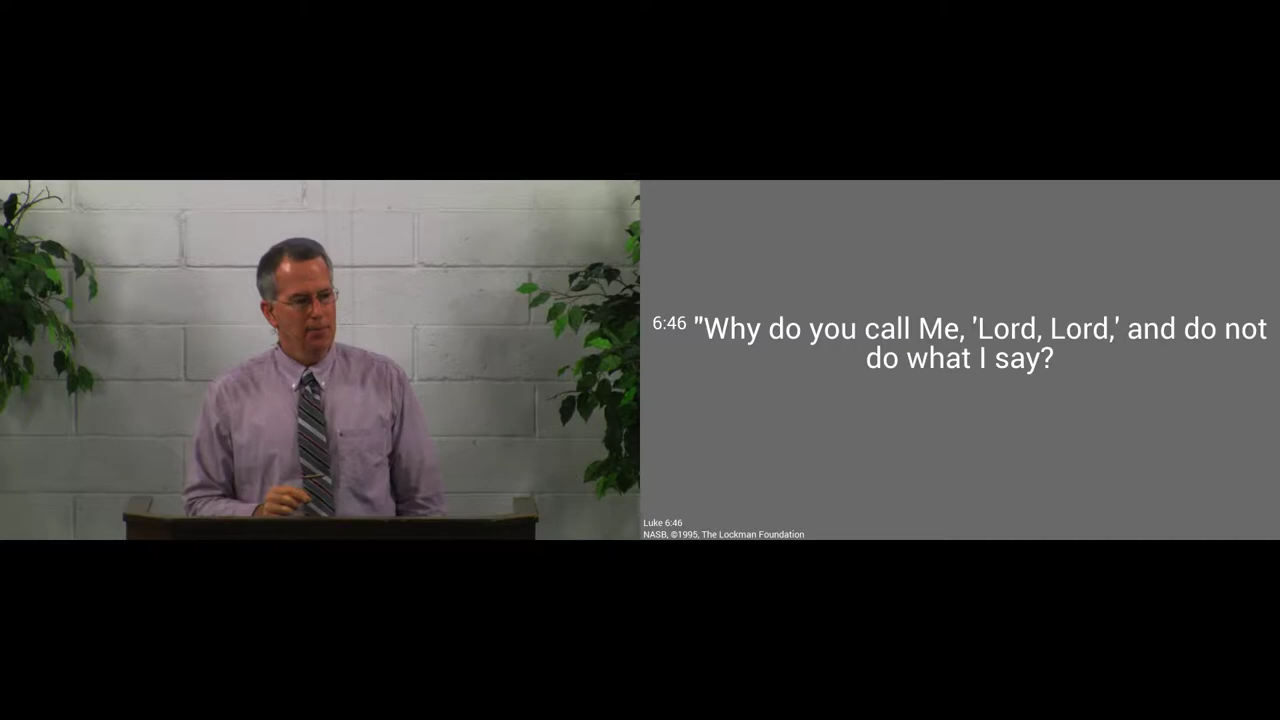 6:46 "Why do you call Me, 'Lord, Lord,' and do not
do what I say?
Luke 6:46
NASB, ©1995, The Lockman Foundation